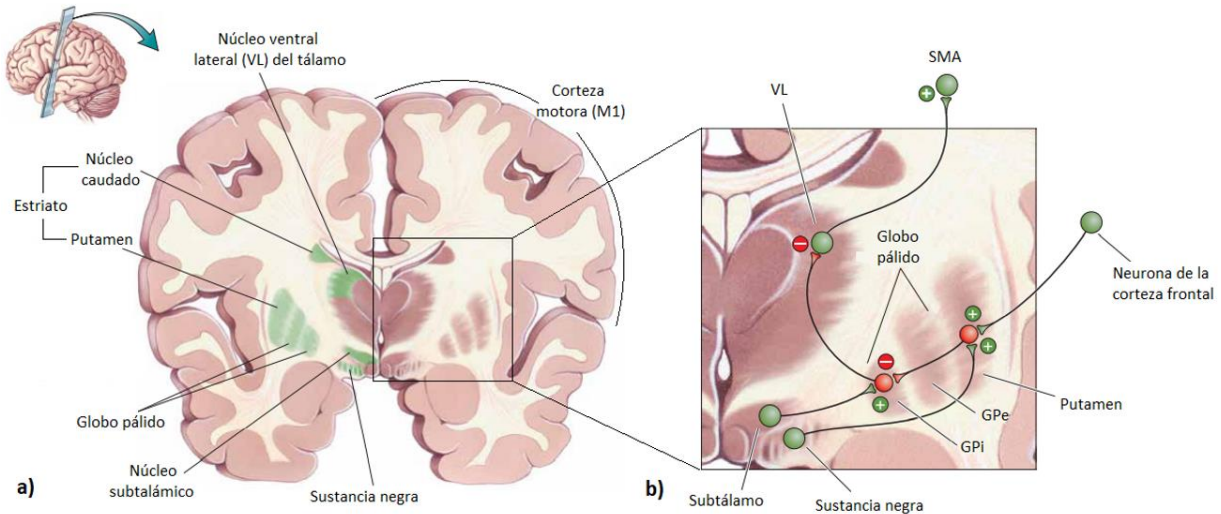 Núcleo ventral
lateral (VL) del tálamo
Corteza
motora (M1)
Núcleo
caudado
Estriato
Putamen
Globo pálido
Núcleo
subtalámico
Sustancia negra
a)
SMA
VL
Globo
pálido
Neurona de la
corteza frontal
Putamen
GPe
GPi
Subtálamo
Sustancia negra
b)
+
−
+
+
−
+